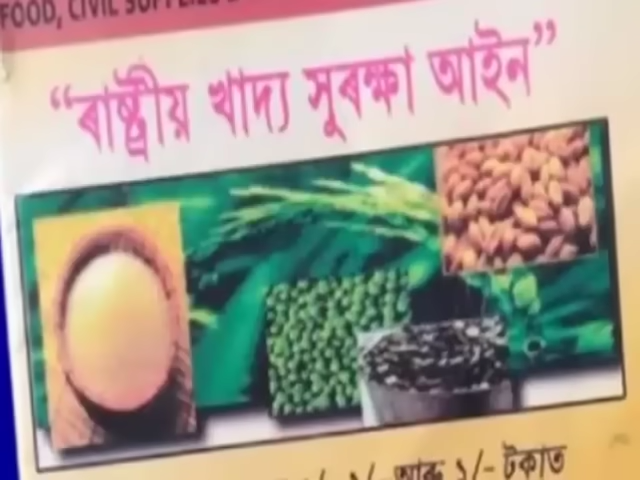 FOOD, CIVIL SUPPLIES
“ৰাষ্ট্ৰীয় খাদ্য সুৰক্ষা আইন”
আৰু ১/- টকাত